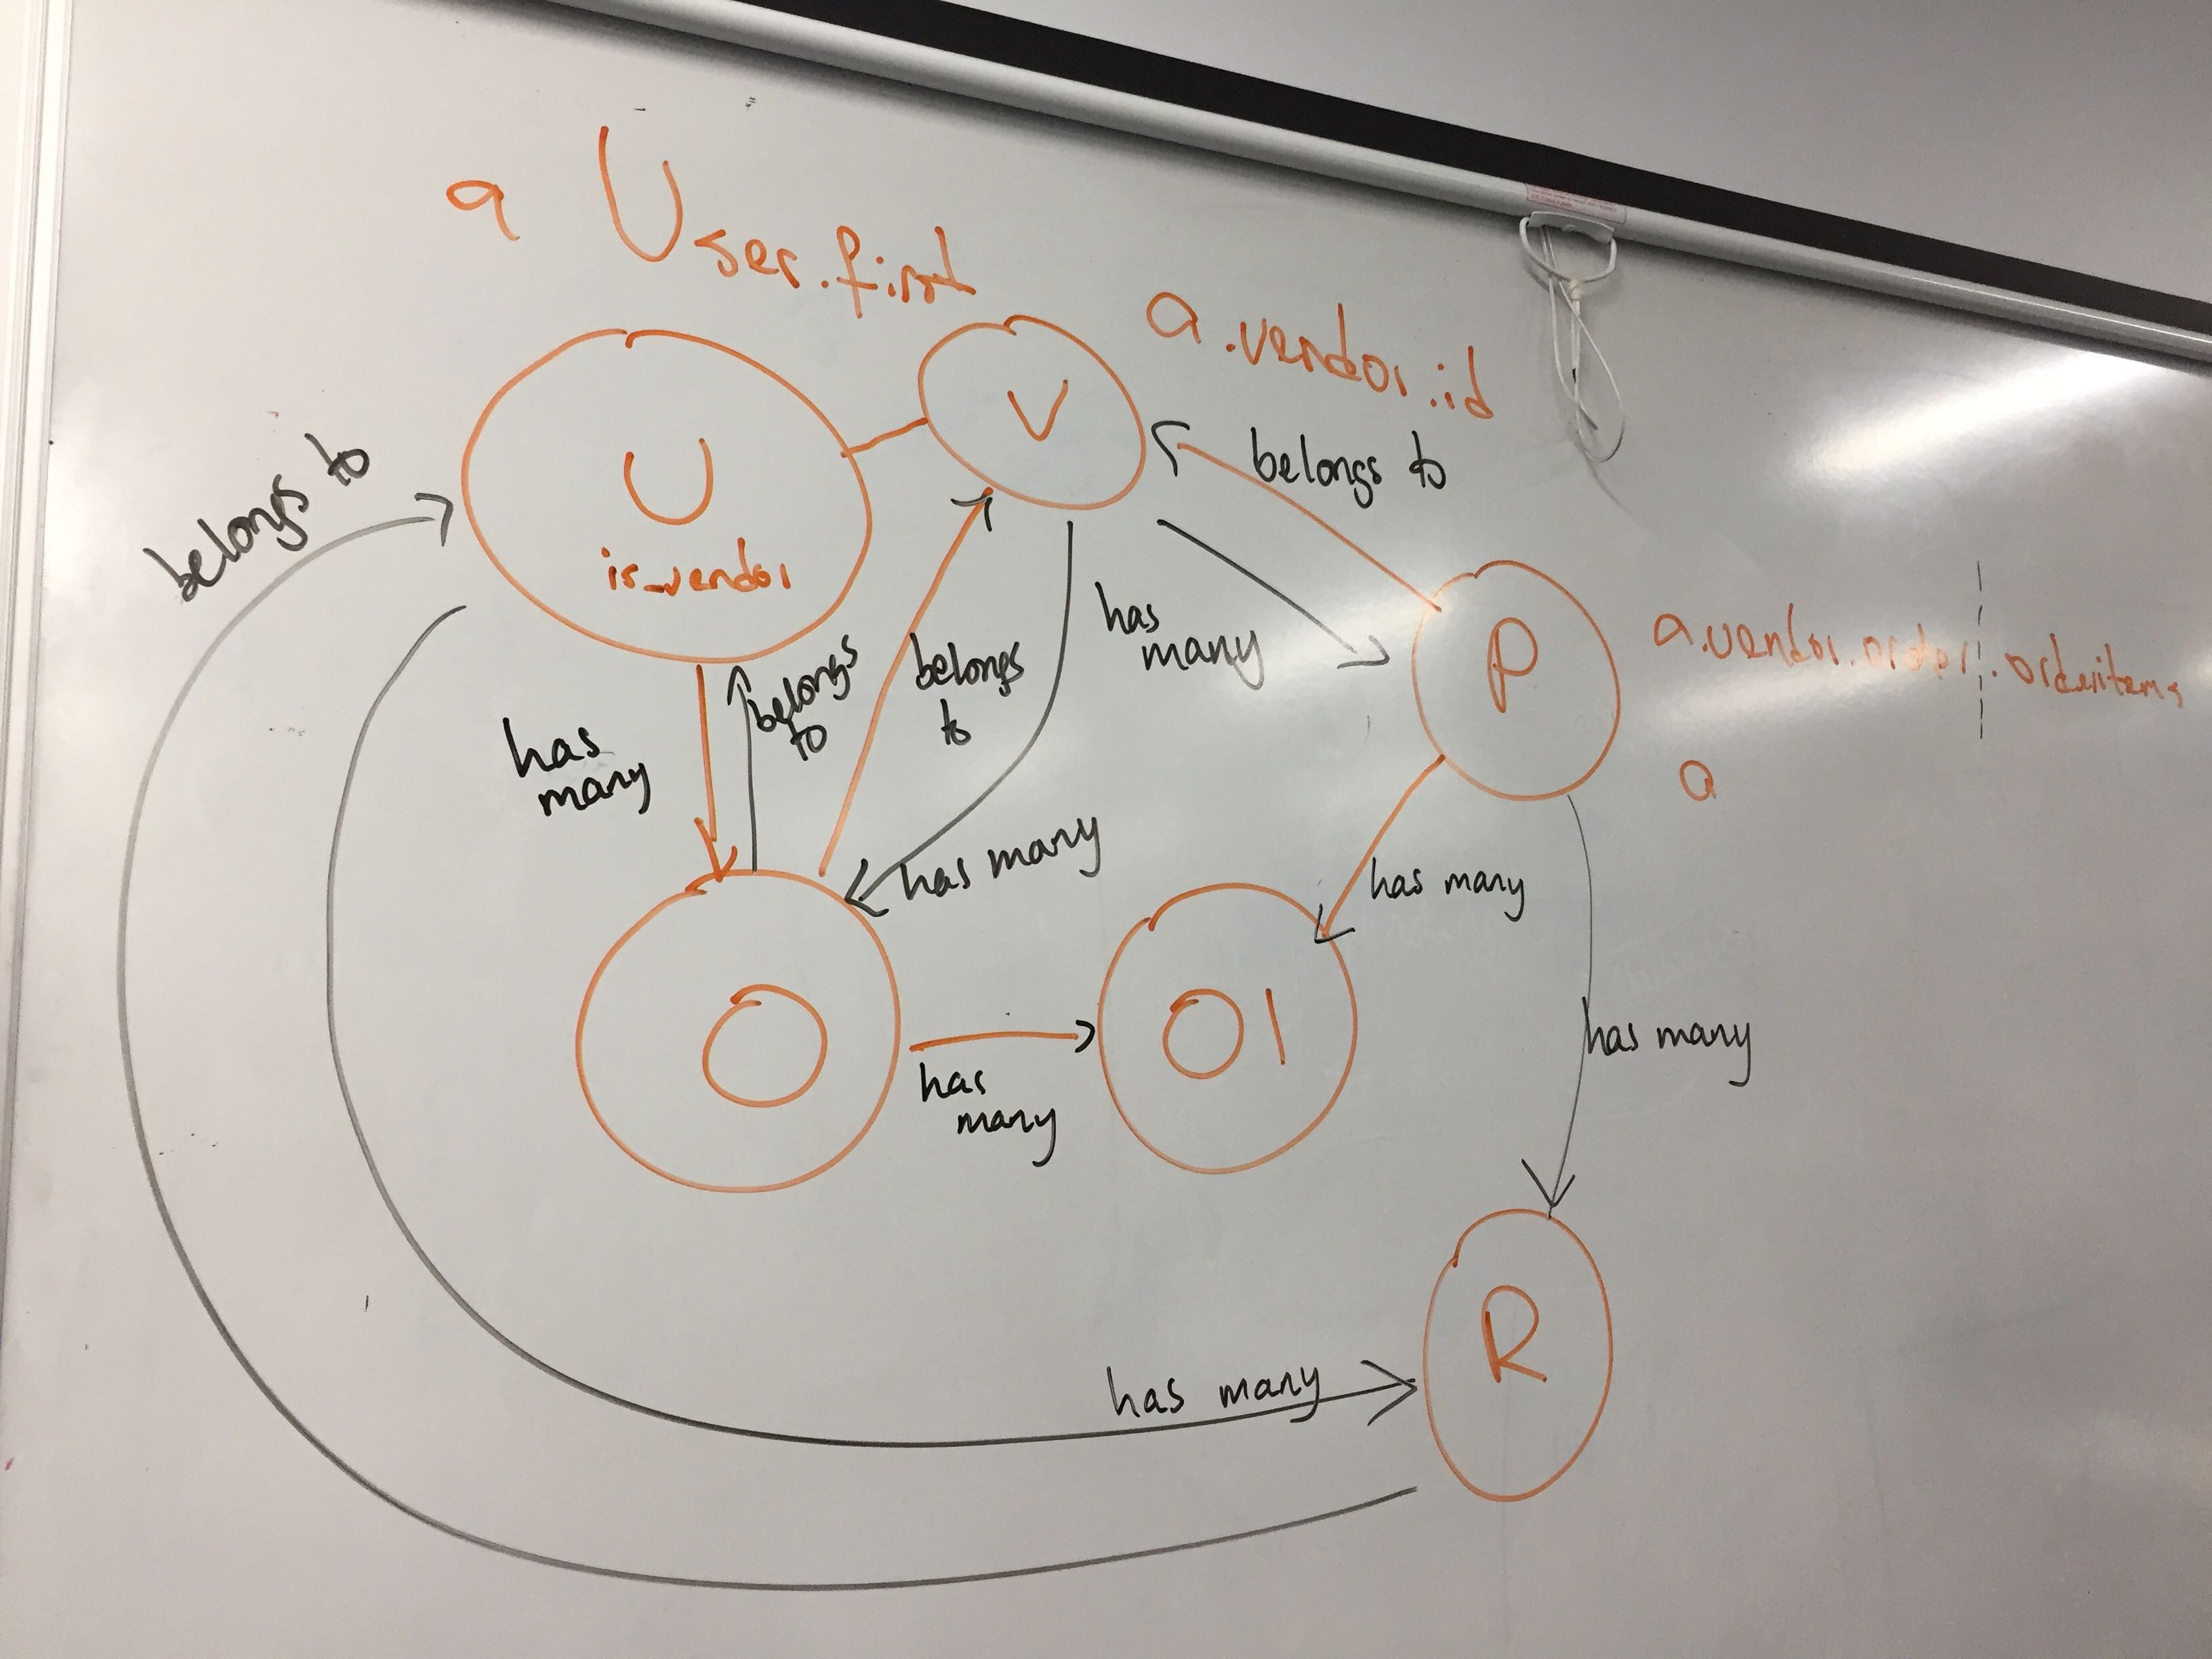 a User.first
a.vendor.id
U
is_vendor
V
belongs to
belongs to
has
many
P
a.vendor.order.orderitems
a
has
many
belongs
to
belongs
to
has many
has many
O
OI
has
many
has many
R
has many